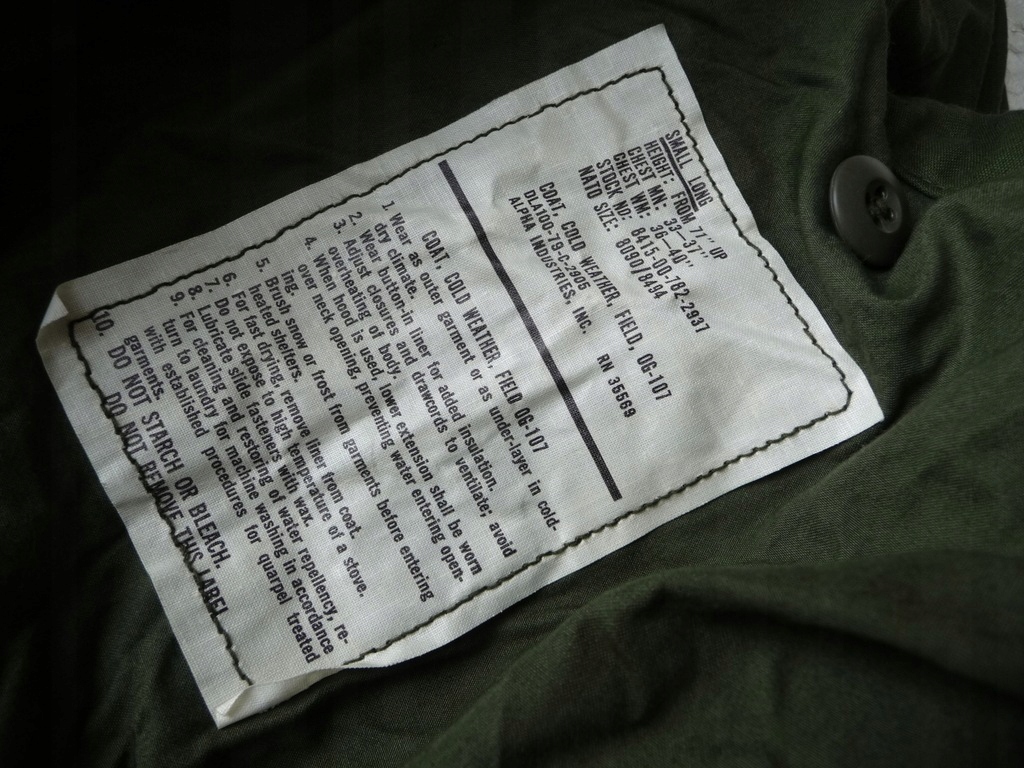 SMALL LONG
HEIGHT: FROM 71" UP
CHEST MN: 33-37"
CHEST WM: 36-40"
STOCK NO: 8415-00-782-2937
NATO SIZE: 8090/8494
COAT, COLD WEATHER, FIELD, OG-107
DLA100-79-C-2906
ALPHA INDUSTRIES, INC. RN 35569
COAT, COLD WEATHER, FIELD OG-107
1. Wear as outer garment or as under-layer in cold-
dry climate.
2. Wear button-in liner for added insulation.
3. Adjust closures and drawcords to ventilate; avoid
overheating of body.
4. When hood is used, lower extension shall be worn
over neck opening, preventing water entering open-
ing.
5. Brush snow or frost from garments before entering
heated shelters.
6. For fast drying, remove liner from coat.
7. Do not expose to high temperature of a stove.
8. Lubricate slide fasteners with wax.
9. For cleaning and restoring of water repellency, re-
turn to laundry for machine washing in accordance
with established procedures for quarpel treated
garments.
10. DO NOT STARCH OR BLEACH.
DO NOT REMOVE THIS LABEL